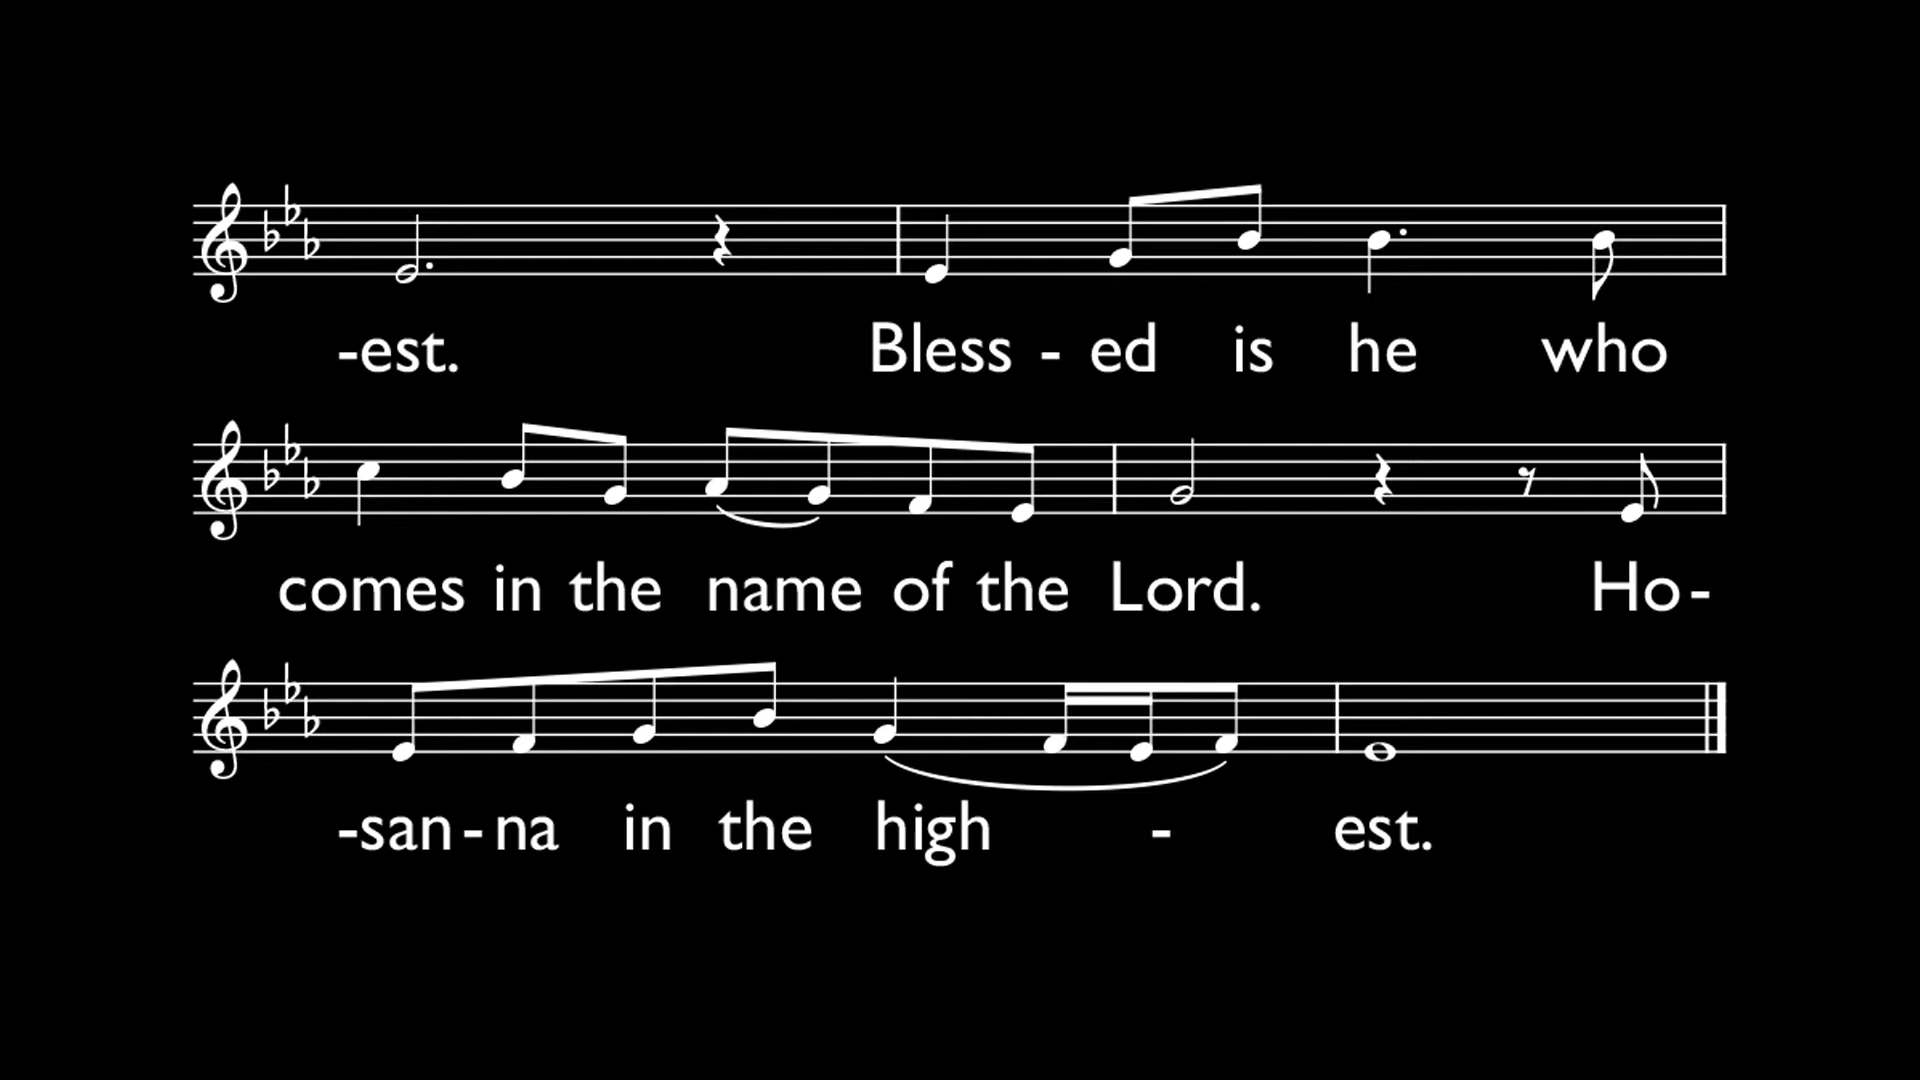 -est. Bless - ed is he who
comes in the name of the Lord. Ho-
-san-na in the high - est.